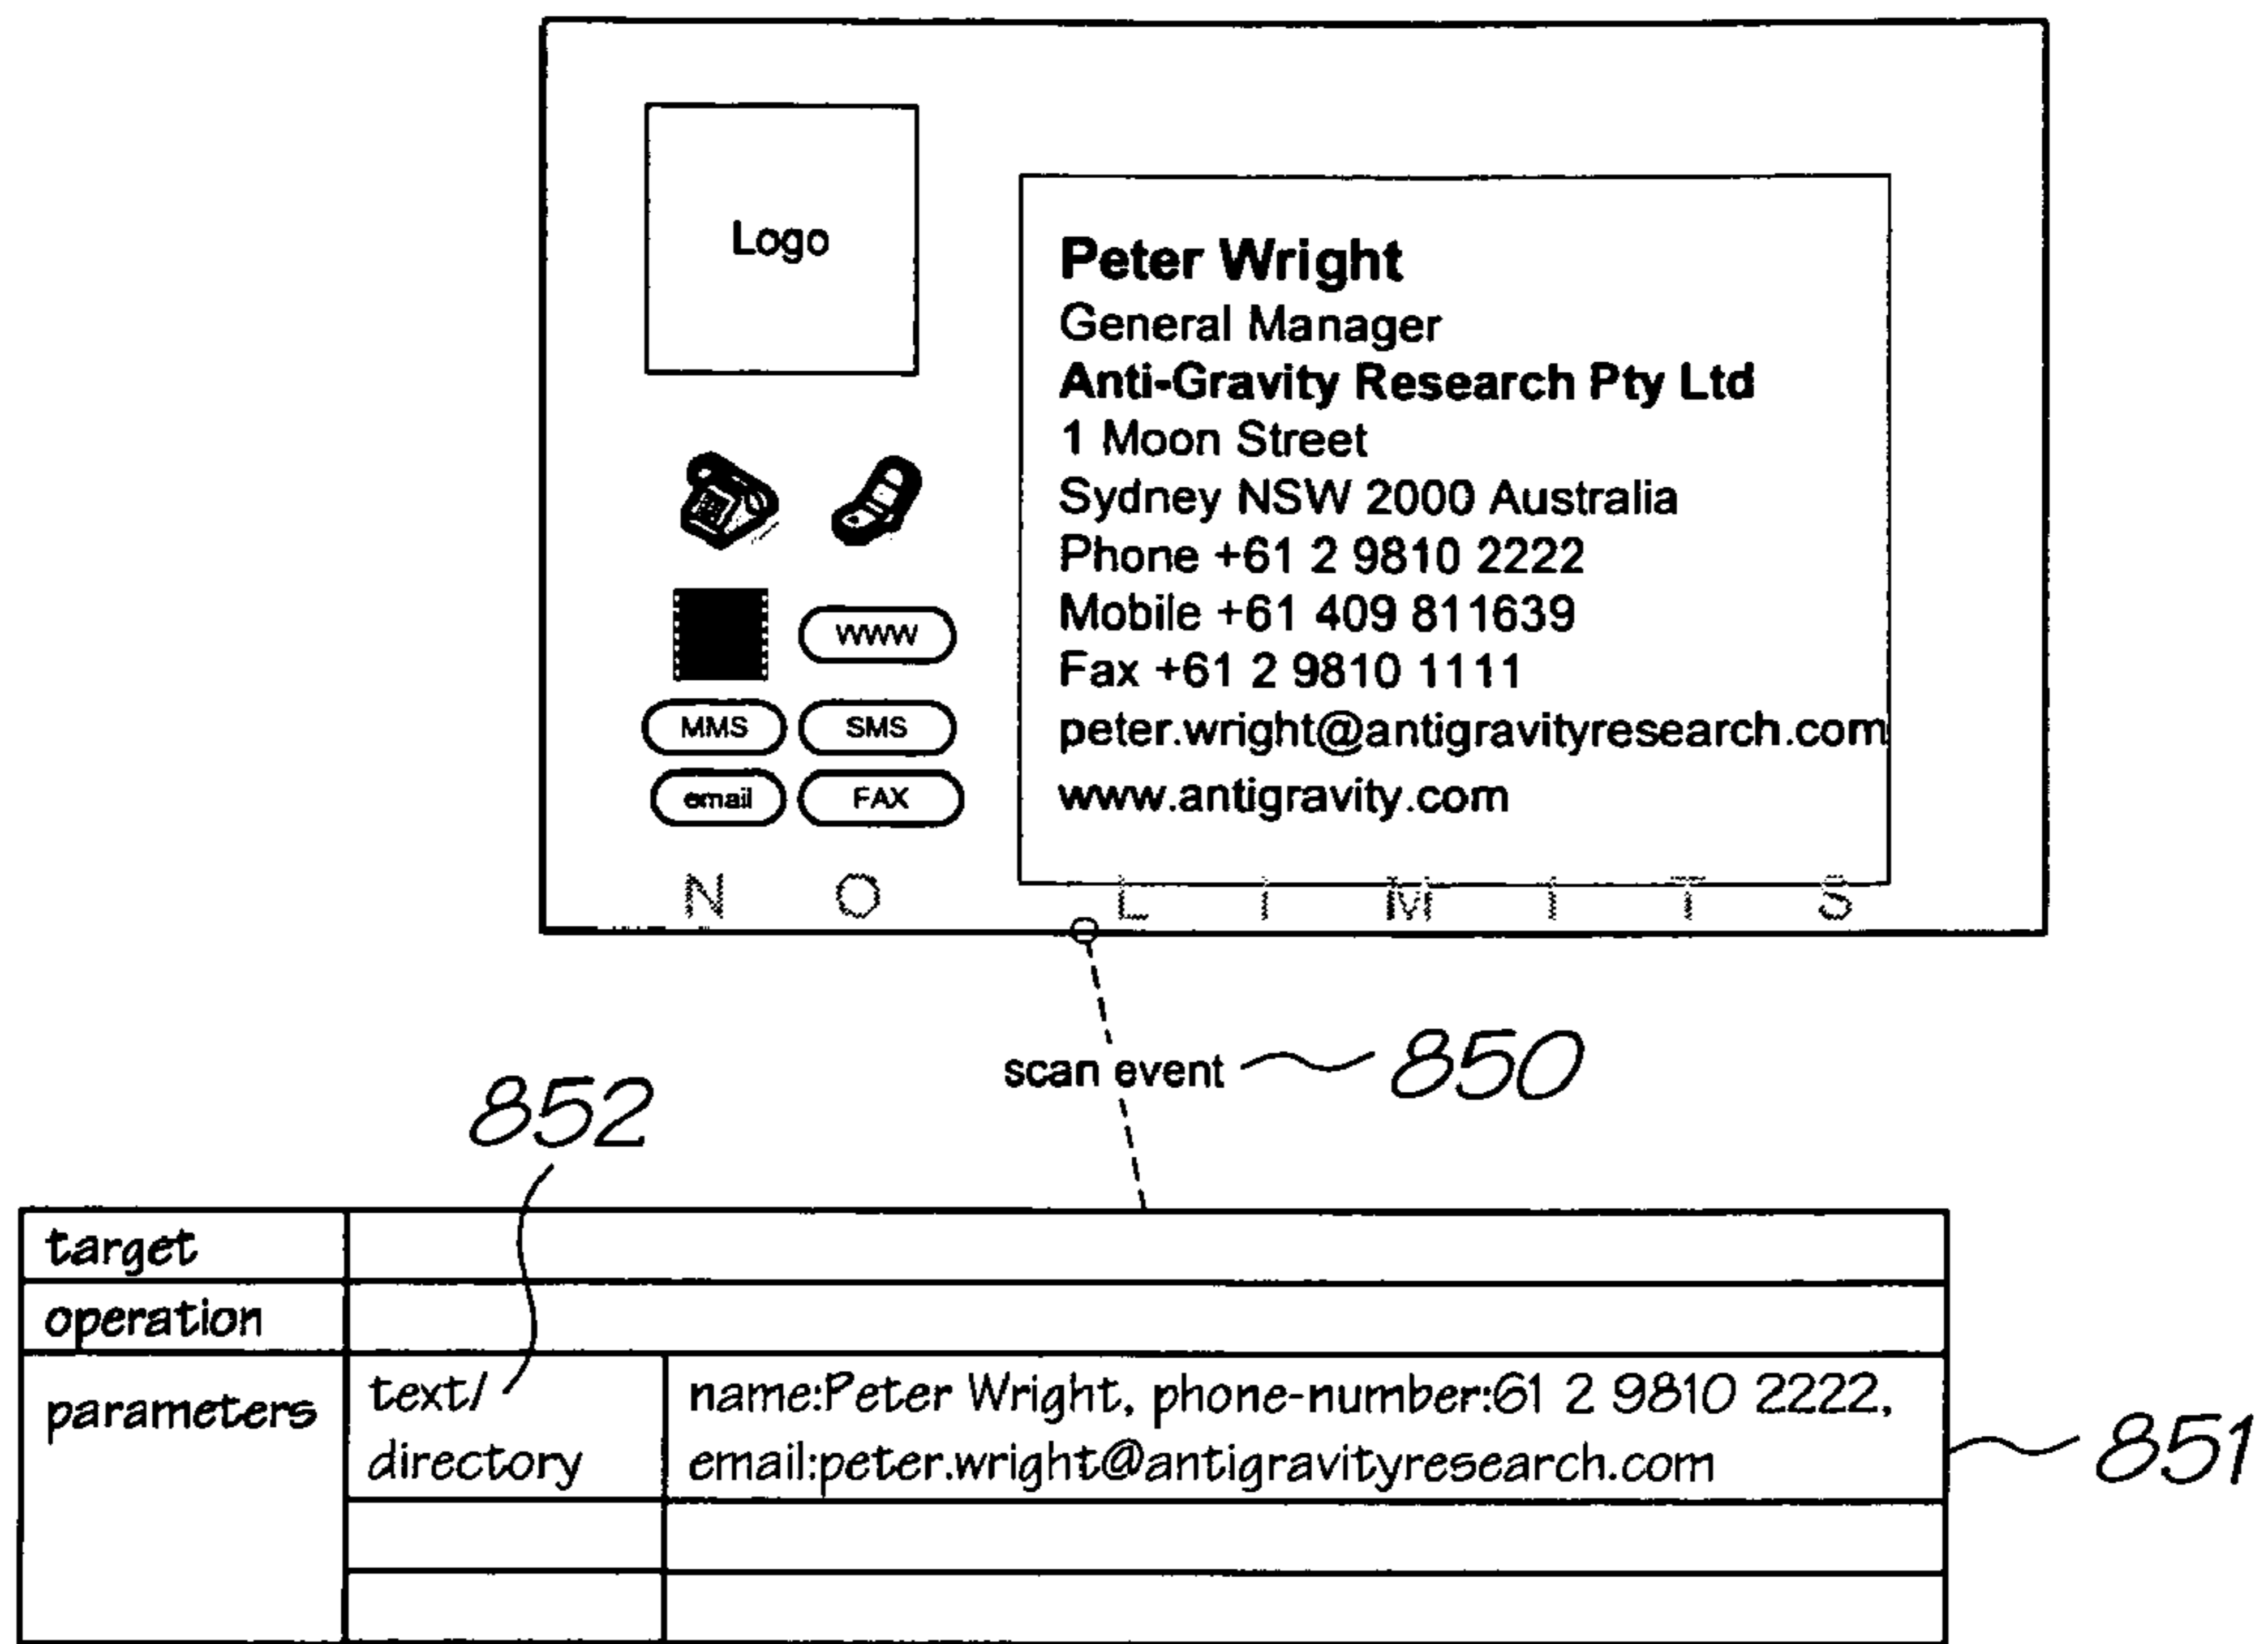 Logo
Peter Wright
General Manager
Anti-Gravity Research Pty Ltd
1 Moon Street
Sydney NSW 2000 Australia
Phone +61 2 9810 2222
Mobile +61 409 811639
Fax +61 2 9810 1111
peter.wright@antigravityresearch.com
www.antigravity.com
www
MMS SMS
email FAX
N O L I M I T S
scan event 850
852
target
operation
parameters
text/
directory
name:Peter Wright, phone-number:61 2 9810 2222,
email:peter.wright@antigravityresearch.com
851